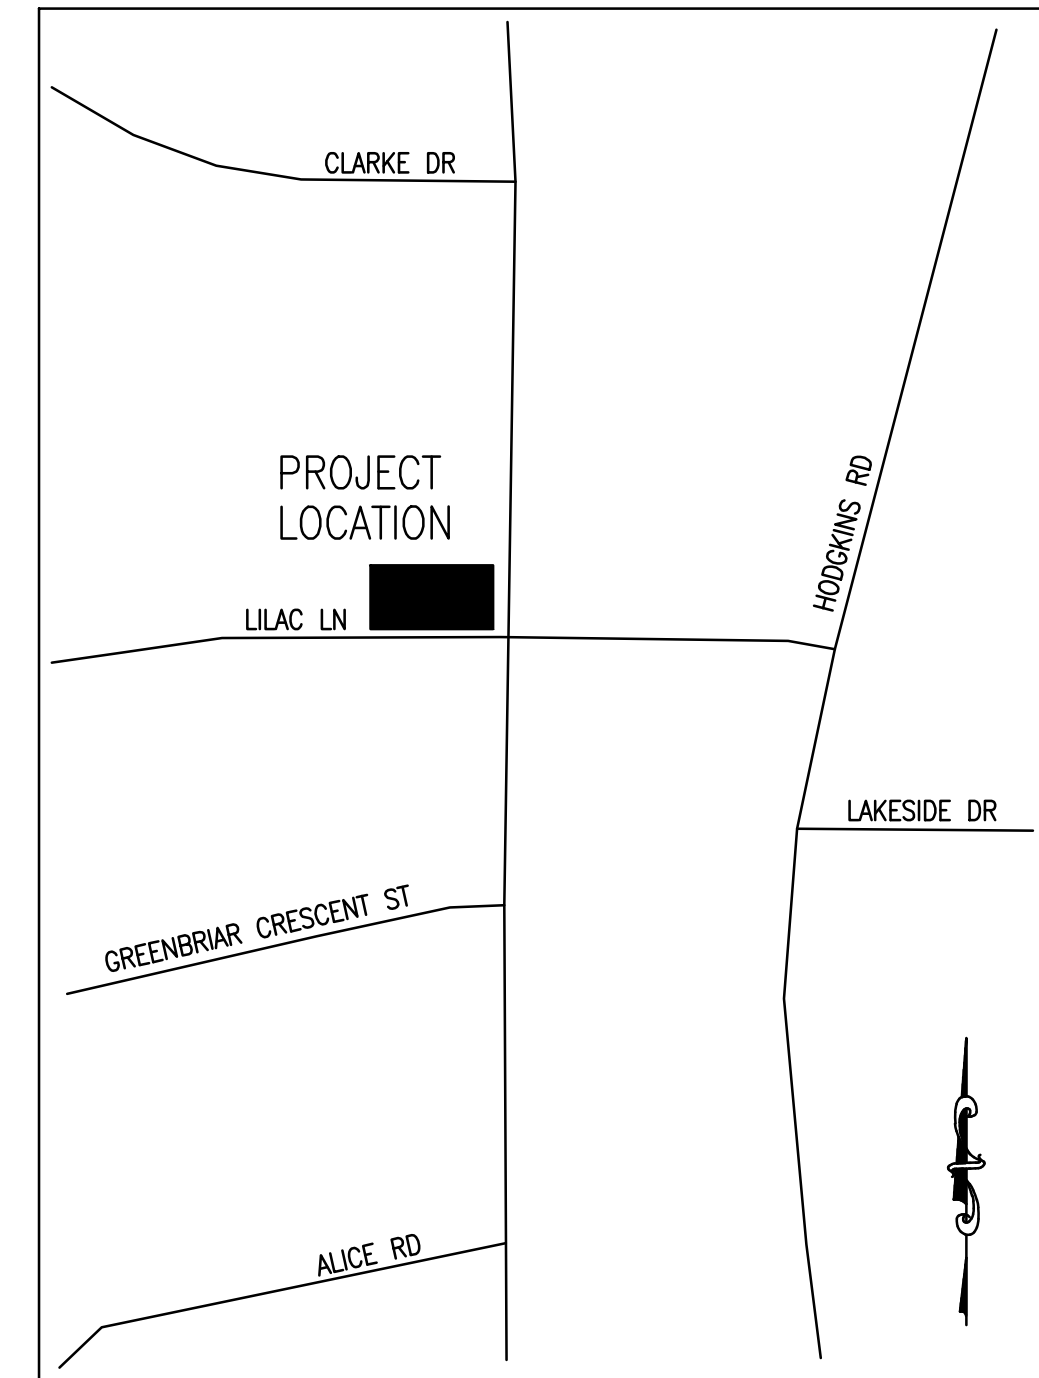 CLARKE DR
PROJECT
LOCATION
HODGKINS RD
LILAC LN
LAKESIDE DR
GREENBRIAR CRESCENT ST
ALICE RD